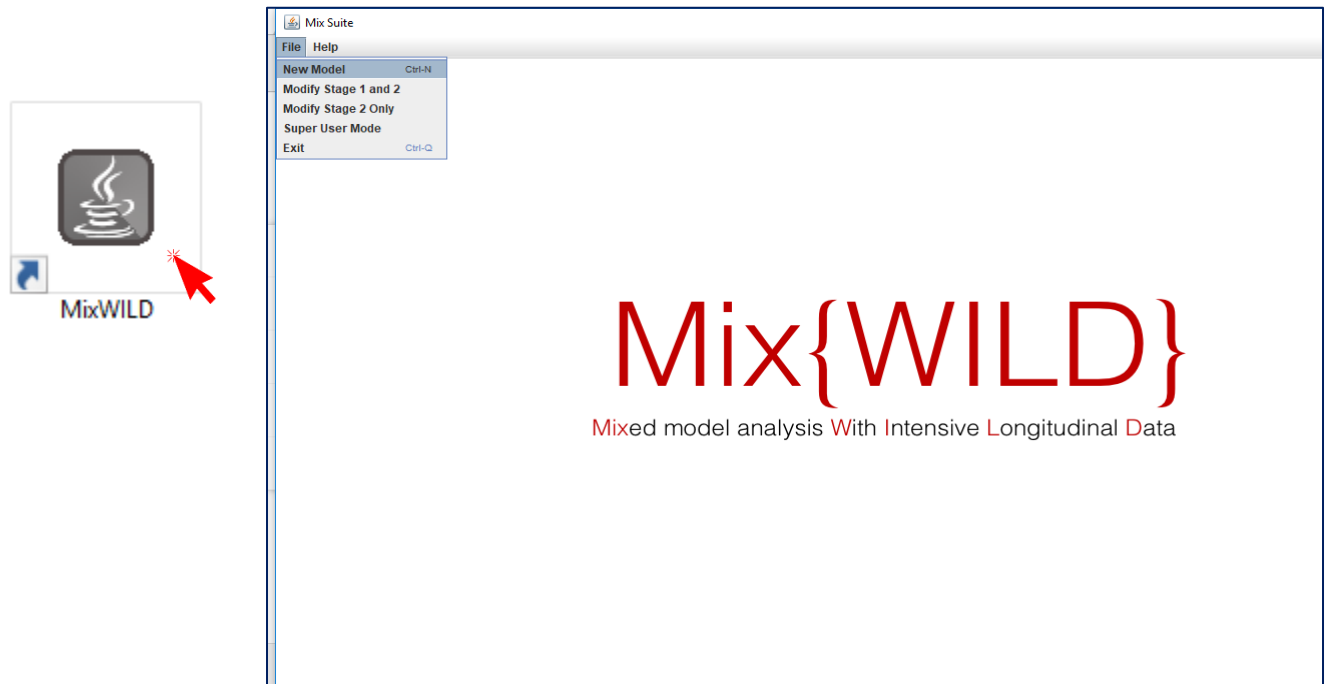 MixWILD
Mix Suite
File Help
New Model Ctrl-N
Modify Stage 1 and 2
Modify Stage 2 Only
Super User Mode
Exit Ctrl-Q
Mix{WILD}
Mixed model analysis With Intensive Longitudinal Data